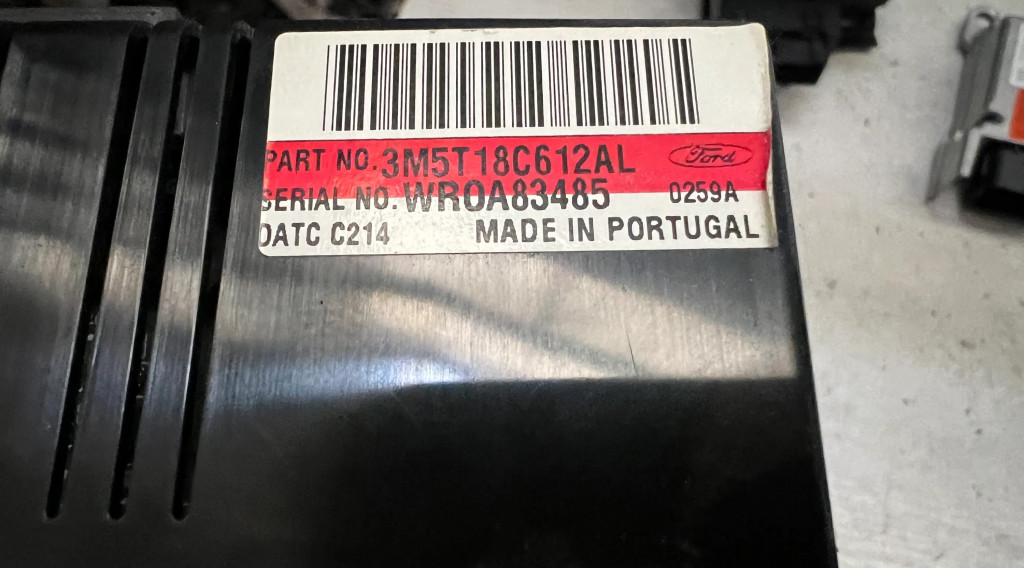 PART NO. 3M5T18C612AL Ford
SERIAL NO. WR0A83485 0259A
DATC C214 MADE IN PORTUGAL